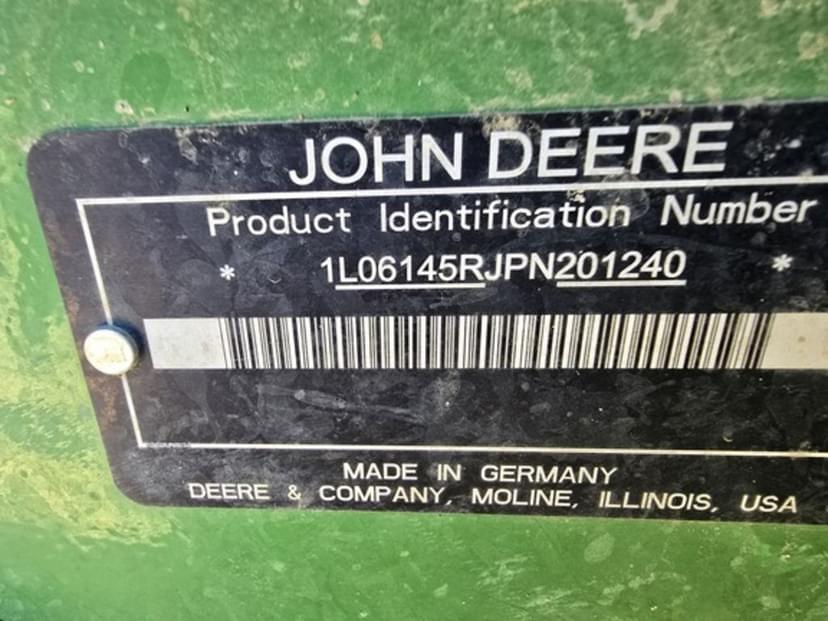 JOHN DEERE
Product Identification Number
* 1L06145RJPN201240 *
MADE IN GERMANY
DEERE & COMPANY, MOLINE, ILLINOIS, USA